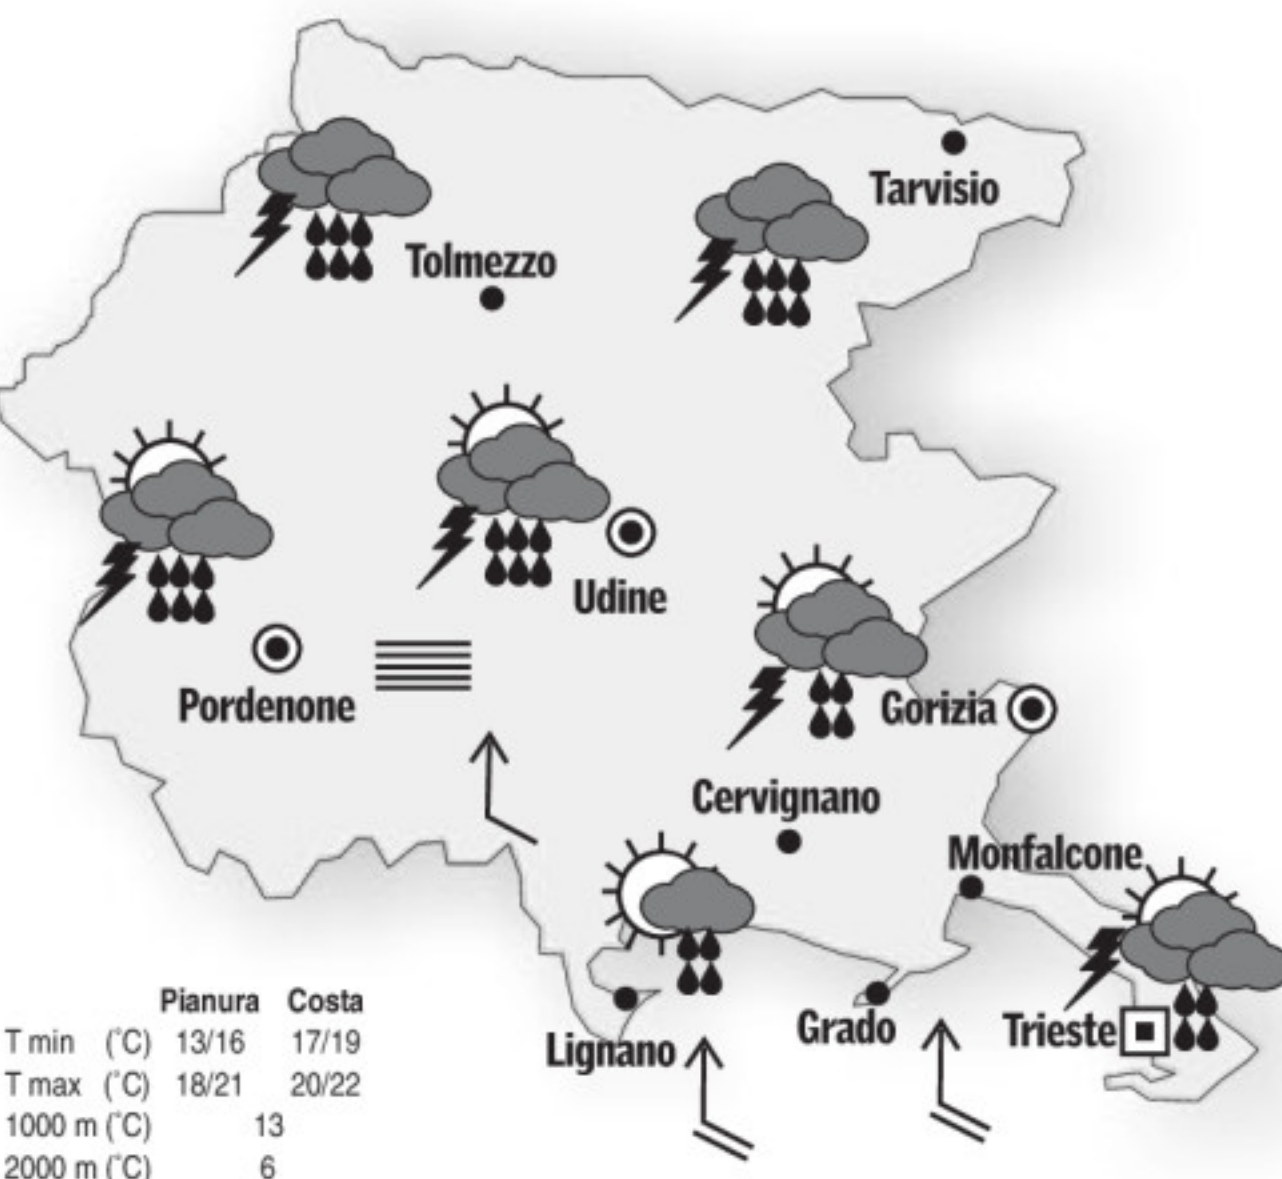 Tarvisio
Tolmezzo
Udine
Pordenone
Gorizia
Cervignano
Monfalcone
Grado
Trieste
Lignano
Pianura Costa
T min (°C) 13/16 17/19
T max (°C) 18/21 20/22
1000 m (°C) 13
2000 m (°C) 6